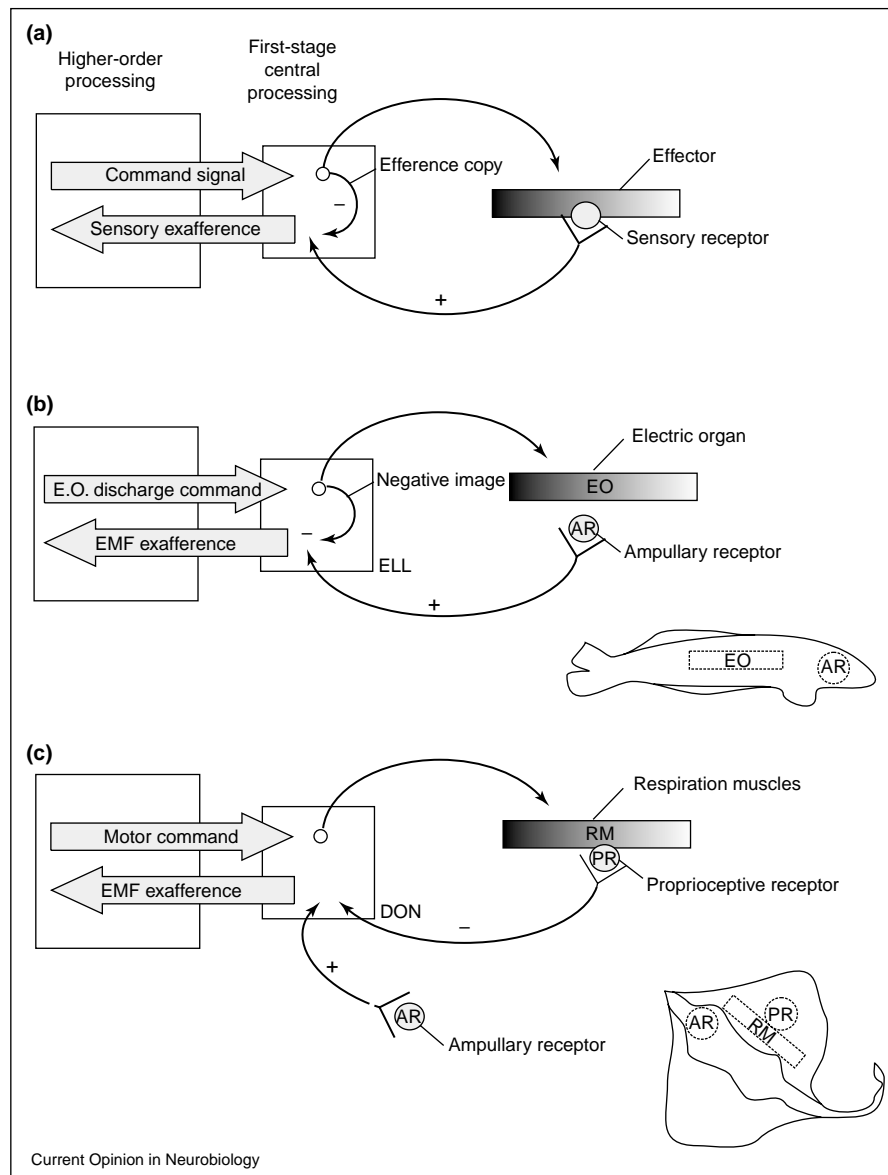 (a)
Higher-order
processing
First-stage
central
processing
Command signal
Efference copy
–
Sensory exafference
Effector
Sensory receptor
+
(b)
E.O. discharge command
Negative image
–
EMF exafference
ELL
Electric organ
EO
AR
Ampullary receptor
+
EO
AR
(c)
Motor command
EMF exafference
DON
Respiration muscles
RM
PR
Proprioceptive receptor
–
+
AR
Ampullary receptor
AR
PR
RM
Current Opinion in Neurobiology